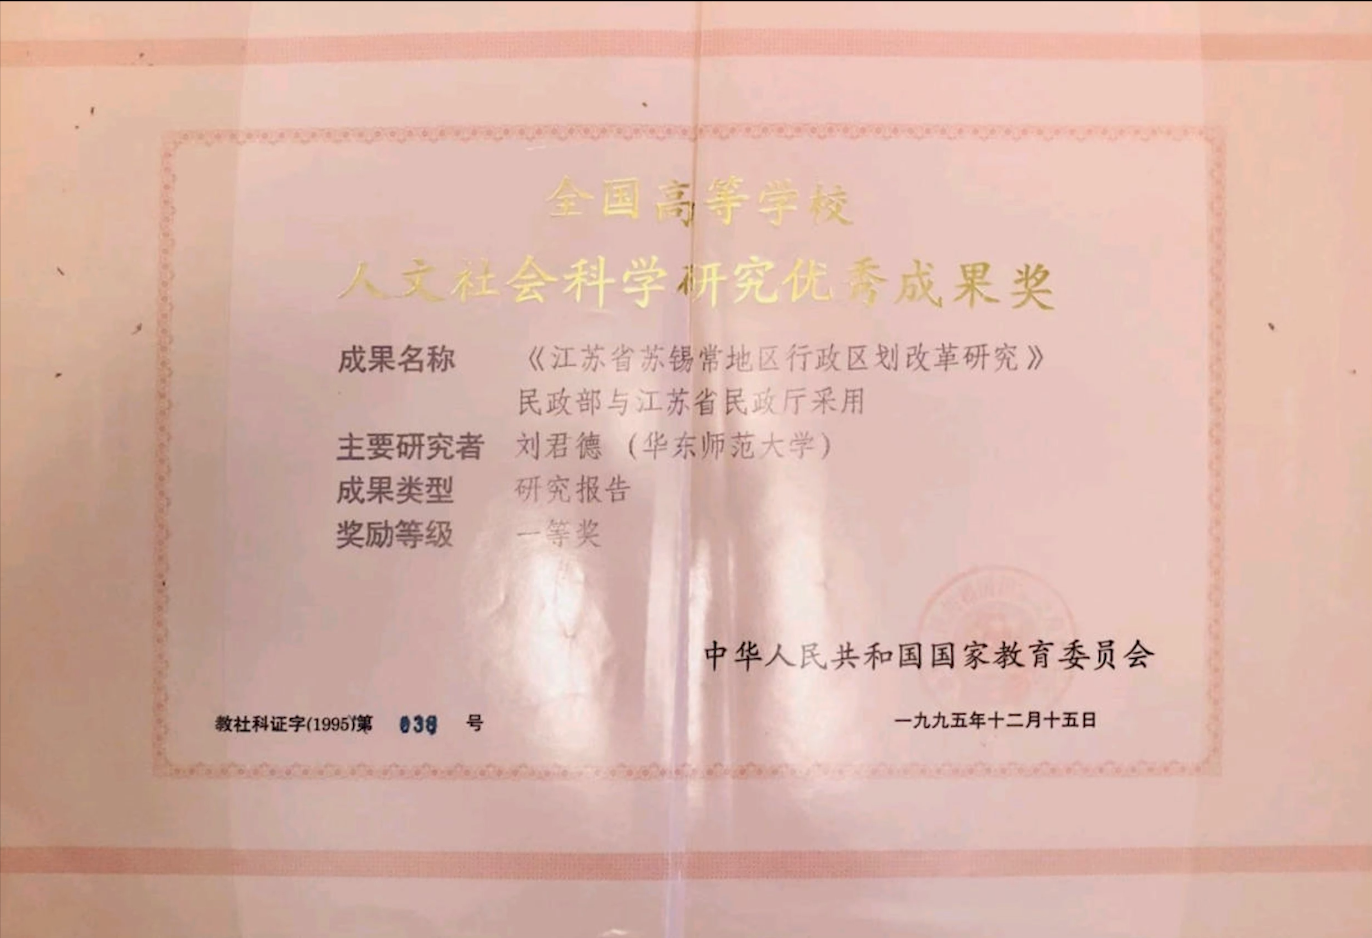 全国高等学校
人文社会科学研究优秀成果奖
成果名称 《江苏省苏锡常地区行政区划改革研究》
民政部与江苏省民政厅采用
主要研究者 刘君德 (华东师范大学)
成果类型 研究报告
奖励等级 一等奖
中华人民共和国国家教育委员会
教社科证字(1995)第 038 号
一九九五年十二月十五日